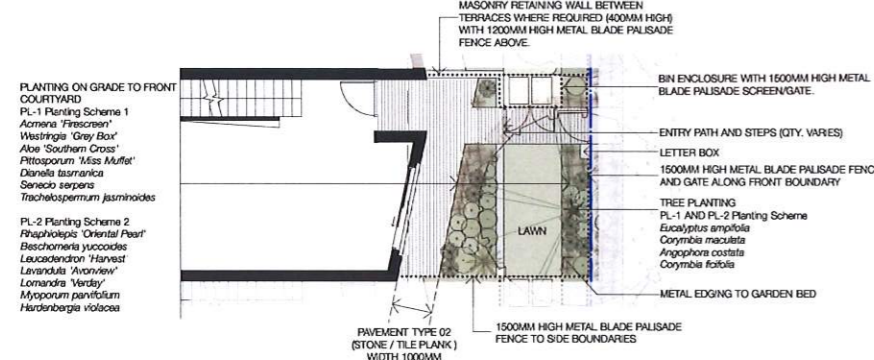 MASONRY RETAINING WALL BETWEEN
TERRACES WHERE REQUIRED (400MM HIGH)
WITH 1200MM HIGH METAL BLADE PALISADE
FENCE ABOVE.
PLANTING ON GRADE TO FRONT
COURTYARD
PL-1 Planting Scheme 1
Acmena 'Firescreen'
Westringia 'Grey Box'
Aloe 'Southern Cross'
Pittosporum 'Miss Muffet'
Dianella tasmanica
Senecio serpens
Trachelospermum jasminoides
PL-2 Planting Scheme 2
Rhaphiolepis 'Oriental Pearl'
Beschorneria yuccoides
Leucadendron 'Harvest'
Lavandula 'Avonview'
Lomandra 'Verday'
Myoporum parvifolium
Hardenbergia violacea
BIN ENCLOSURE WITH 1500MM HIGH METAL
BLADE PALISADE SCREEN/GATE.
ENTRY PATH AND STEPS (QTY. VARIES)
LETTER BOX
1500MM HIGH METAL BLADE PALISADE FENC
AND GATE ALONG FRONT BOUNDARY
TREE PLANTING
PL-1 AND PL-2 Planting Scheme
Eucalyptus ampifolia
Corymbia maculata
Angophora costata
Corymbia ficifolia
LAWN
METAL EDGING TO GARDEN BED
1500MM HIGH METAL BLADE PALISADE
FENCE TO SIDE BOUNDARIES
PAVEMENT TYPE 02
(STONE / TILE PLANK )
WIDTH 1000MM